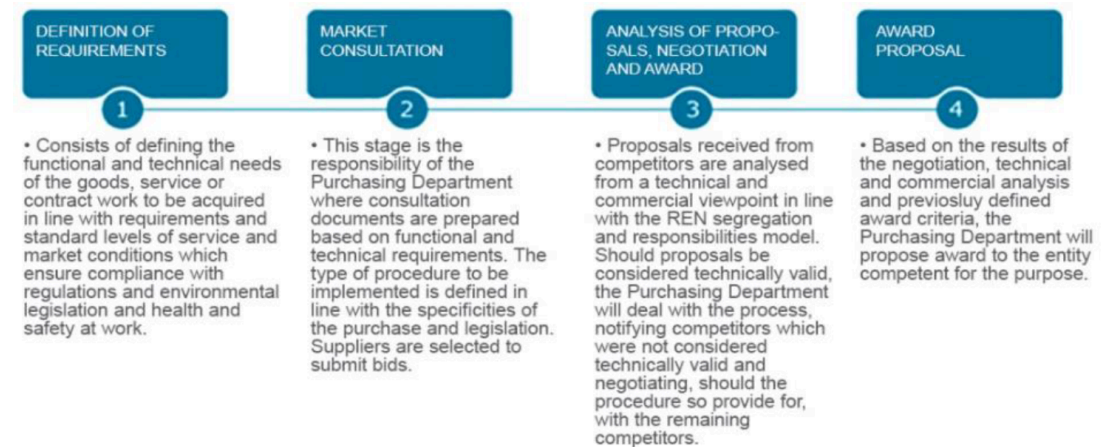 DEFINITION OF
REQUIREMENTS
1
• Consists of defining the
functional and technical needs
of the goods, service or
contract work to be acquired
in line with requirements and
standard levels of service and
market conditions which
ensure compliance with
regulations and environmental
legislation and health and
safety at work.
MARKET
CONSULTATION
2
• This stage is the
responsibility of the
Purchasing Department
where consultation
documents are prepared
based on functional and
technical requirements. The
type of procedure to be
implemented is defined in
line with the specificities of
the purchase and legislation.
Suppliers are selected to
submit bids.
ANALYSIS OF PROPO-
SALS, NEGOTIATION
AND AWARD
3
• Proposals received from
competitors are analysed
from a technical and
commercial viewpoint in line
with the REN segregation
and responsibilities model.
Should proposals be
considered technically valid,
the Purchasing Department
will deal with the process,
notifying competitors which
were not considered
technically valid and
negotiating, should the
procedure so provide for,
with the remaining
competitors.
AWARD
PROPOSAL
4
• Based on the results of
the negotiation, technical
and commercial analysis
and previosluy defined
award criteria, the
Purchasing Department will
propose award to the entity
competent for the purpose.